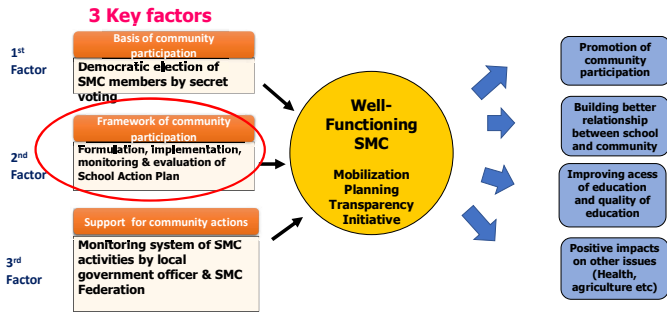 3 Key factors
1st
Factor
Basis of community
participation
Democratic election of
SMC members by secret
voting
2nd
Factor
Framework of community
participation
Formulation, implementation,
monitoring & evaluation of
School Action Plan
3rd
Factor
Support for community actions
Monitoring system of SMC
activities by local
government officer & SMC
Federation
Well-
Functioning
SMC
Mobilization
Planning
Transparency
Initiative
Promotion of
community
participation
Building better
relationship
between school
and community
Improving acess of
education and
quality of
education
Positive impacts
on other issues
(Health,
agriculture etc)